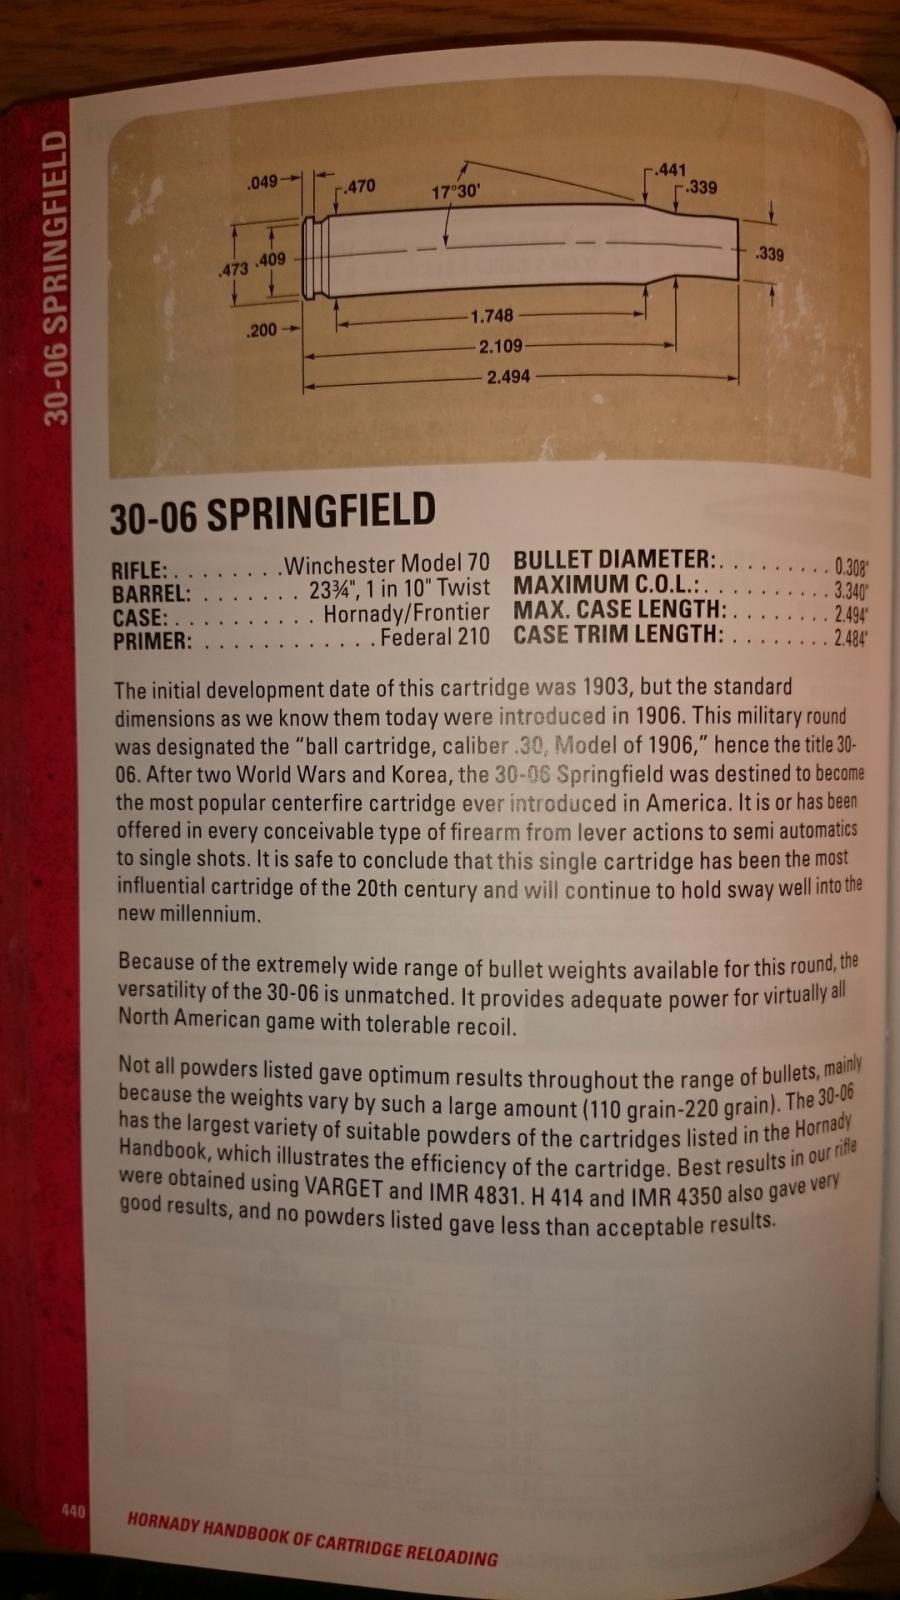 30-06 SPRINGFIELD
.049
.470
17°30'
.441
.339
.473
.409
.339
.200
1.748
2.109
2.494
30-06 SPRINGFIELD
RIFLE: . . . . . . . . Winchester Model 70
BARREL: . . . . . . . 23¾", 1 in 10" Twist
CASE: . . . . . . . . . . Hornady/Frontier
PRIMER: . . . . . . . . . . . . Federal 210
BULLET DIAMETER: . . . . . . . . . 0.308"
MAXIMUM C.O.L.: . . . . . . . . . . 3.340"
MAX. CASE LENGTH: . . . . . . . . 2.494"
CASE TRIM LENGTH: . . . . . . . . 2.484"
The initial development date of this cartridge was 1903, but the standard
dimensions as we know them today were introduced in 1906. This military round
was designated the “ball cartridge, caliber .30, Model of 1906,” hence the title 30-
06. After two World Wars and Korea, the 30-06 Springfield was destined to become
the most popular centerfire cartridge ever introduced in America. It is or has been
offered in every conceivable type of firearm from lever actions to semi automatics
to single shots. It is safe to conclude that this single cartridge has been the most
influential cartridge of the 20th century and will continue to hold sway well into the
new millennium.
Because of the extremely wide range of bullet weights available for this round, the
versatility of the 30-06 is unmatched. It provides adequate power for virtually all
North American game with tolerable recoil.
Not all powders listed gave optimum results throughout the range of bullets, mainly
because the weights vary by such a large amount (110 grain-220 grain). The 30-06
has the largest variety of suitable powders of the cartridges listed in the Hornady
Handbook, which illustrates the efficiency of the cartridge. Best results in our rifle
were obtained using VARGET and IMR 4831. H 414 and IMR 4350 also gave very
good results, and no powders listed gave less than acceptable results.
440
HORNADY HANDBOOK OF CARTRIDGE RELOADING